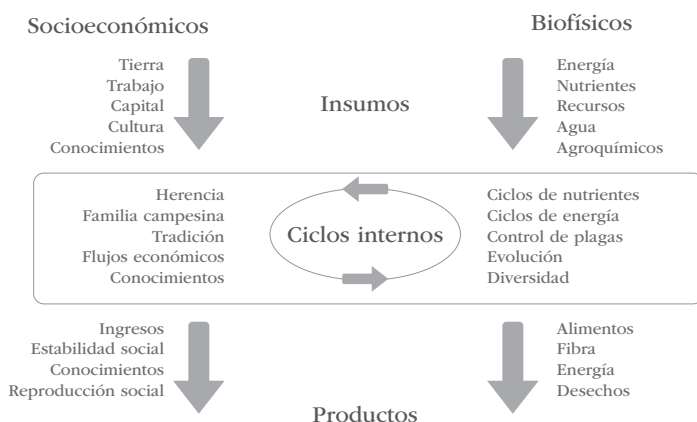 Socioeconómicos
Biofísicos
Tierra
Trabajo
Capital
Cultura
Conocimientos
Insumos
Energía
Nutrientes
Recursos
Agua
Agroquímicos
Herencia
Familia campesina
Tradición
Flujos económicos
Conocimientos
Ciclos internos
Ciclos de nutrientes
Ciclos de energía
Control de plagas
Evolución
Diversidad
Ingresos
Estabilidad social
Conocimientos
Reproducción social
Alimentos
Fibra
Energía
Desechos
Productos